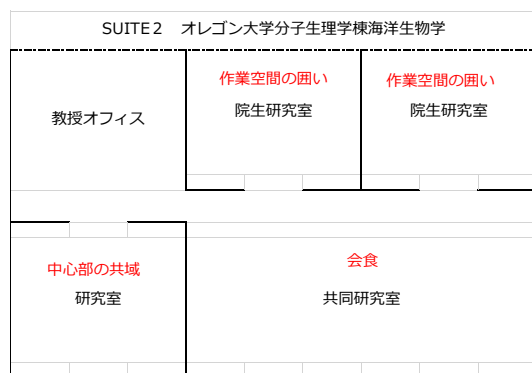 SUITE2 オレゴン大学分子生理学棟海洋生物学
作業空間の囲い
院生研究室
作業空間の囲い
院生研究室
教授オフィス
中心部の共域
研究室
会食
共同研究室